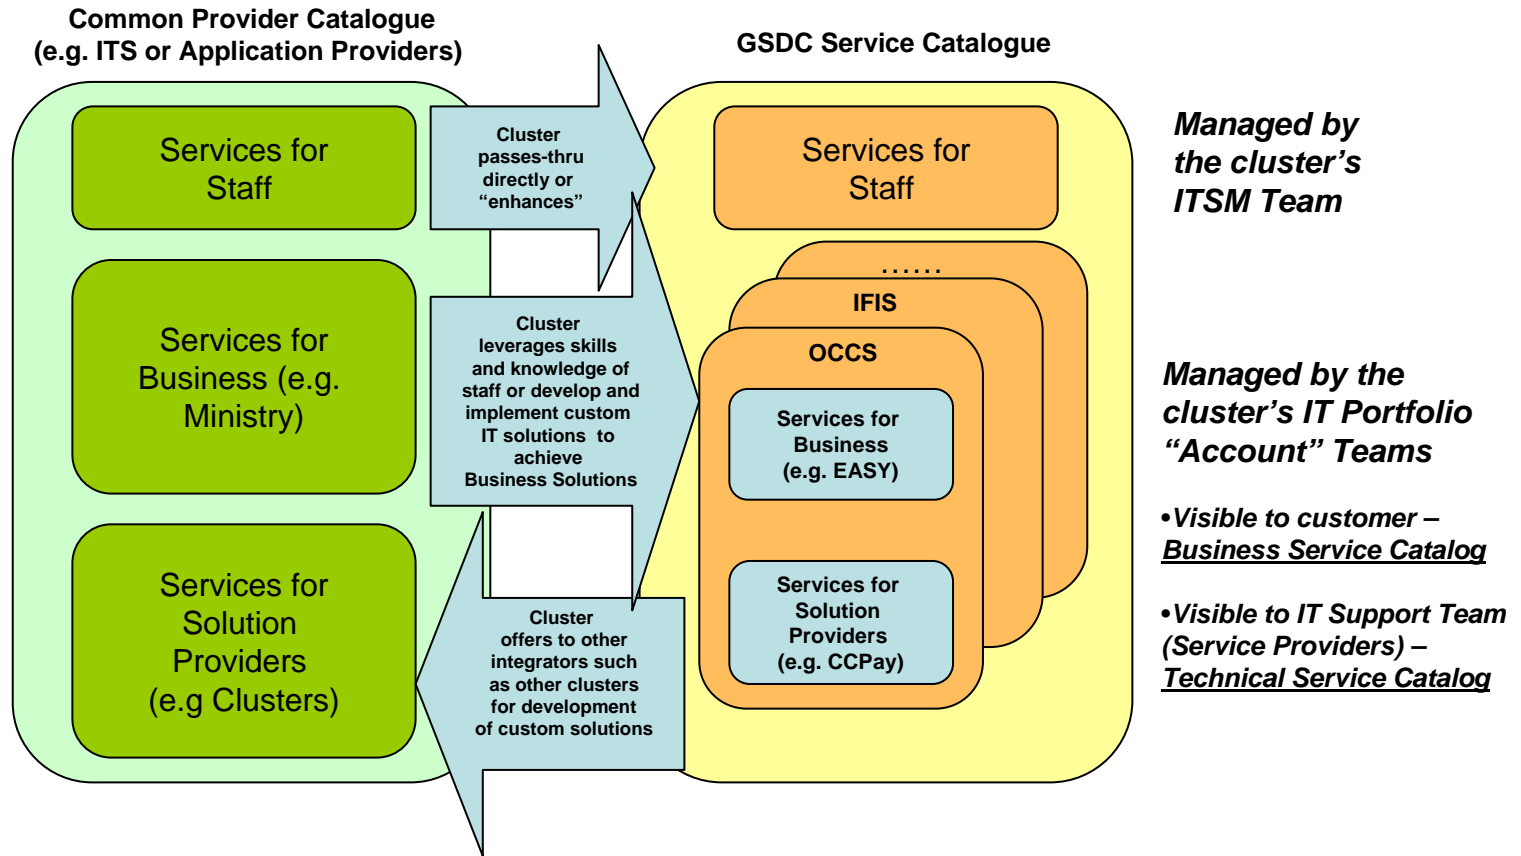 Common Provider Catalogue
(e.g. ITS or Application Providers)
Services for
Staff
Services for
Business (e.g.
Ministry)
Services for
Solution
Providers
(e.g Clusters)
Cluster
passes-thru
directly or
“enhances”
Cluster
leverages skills
and knowledge of
staff or develop and
implement custom
IT solutions to
achieve
Business Solutions
Cluster
offers to other
integrators such
as other clusters
for development
of custom solutions
GSDC Service Catalogue
Services for
Staff
......
IFIS
OCCS
Services for
Business
(e.g. EASY)
Services for
Solution
Providers
(e.g. CCPay)
Managed by
the cluster’s
ITSM Team
Managed by the
cluster’s IT Portfolio
“Account” Teams
•Visible to customer –
Business Service Catalog
•Visible to IT Support Team
(Service Providers) –
Technical Service Catalog